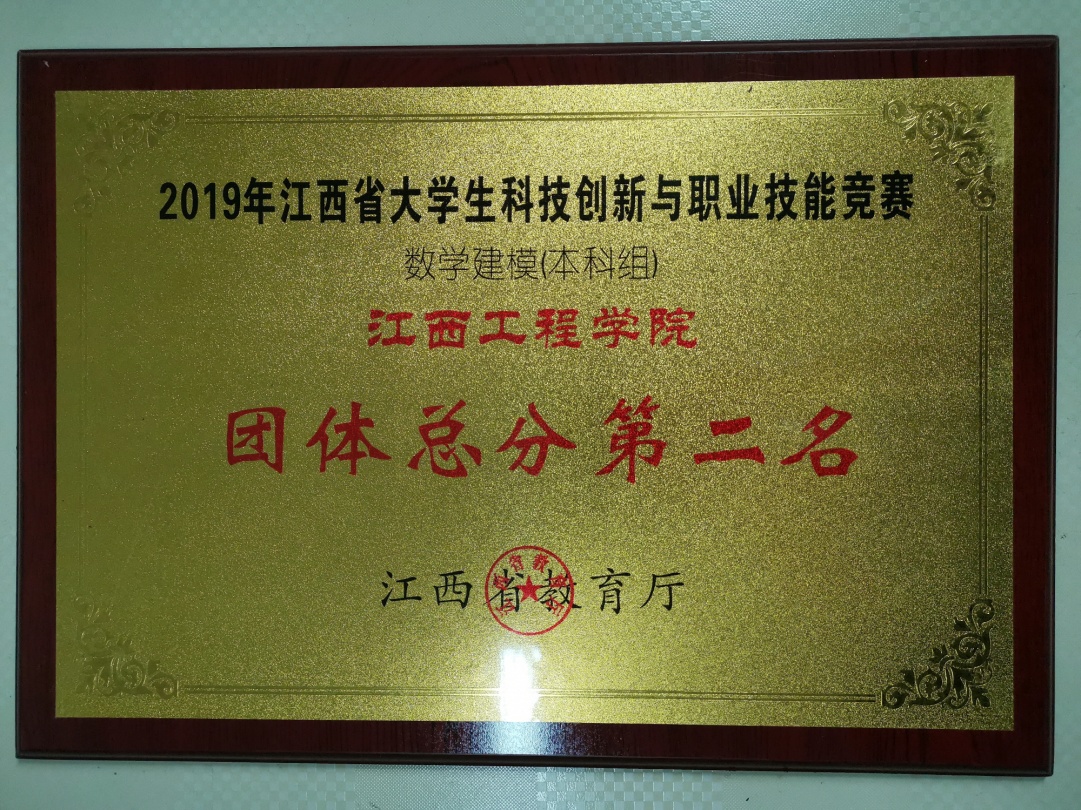 2019年江西省大学生科技创新与职业技能竞赛
数学建模(本科组)
江西工程学院
团体总分第二名
江西省教育厅